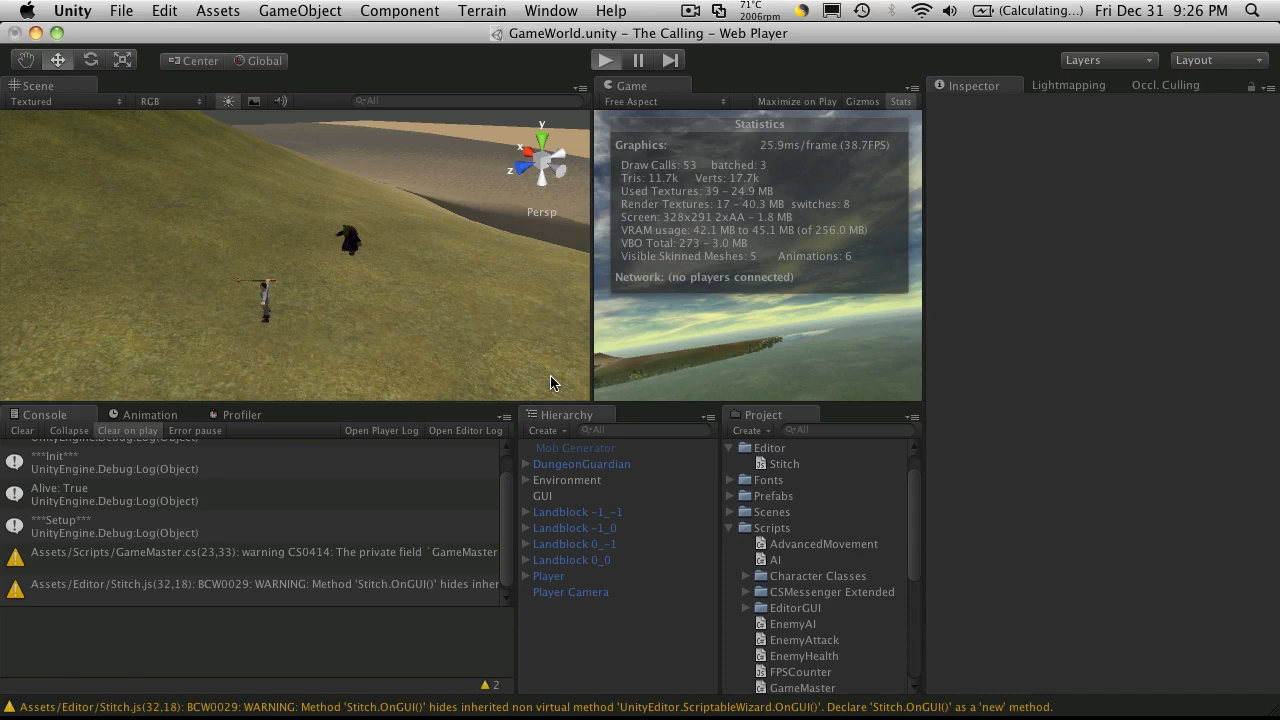 Unity File Edit Assets GameObject Component Terrain Window Help 71°C 2006rpm (Calculating...) Fri Dec 31 9:26 PM
GameWorld.unity – The Calling – Web Player
Center Global Layers Layout
Scene
Textured RGB All
y
x
z
Persp
Game
Free Aspect Maximize on Play Gizmos Stats
Statistics
Graphics: 25.9ms/frame (38.7FPS)
Draw Calls: 53 batched: 3
Tris: 11.7k Verts: 17.7k
Used Textures: 39 – 24.9 MB
Render Textures: 17 – 40.3 MB switches: 8
Screen: 328x291 2xAA – 1.8 MB
VRAM usage: 42.1 MB to 45.1 MB (of 256.0 MB)
VBO Total: 273 – 3.0 MB
Visible Skinned Meshes: 5 Animations: 6
Network: (no players connected)
Inspector Lightmapping Occl. Culling
Console Animation Profiler
Clear Collapse Clear on play Error pause Open Player Log Open Editor Log
UnityEngine.Debug:Log(Object)
***Init***
UnityEngine.Debug:Log(Object)
Alive: True
UnityEngine.Debug:Log(Object)
***Setup***
UnityEngine.Debug:Log(Object)
Assets/Scripts/GameMaster.cs(23,33): warning CS0414: The private field `GameMaster
Assets/Editor/Stitch.js(32,18): BCW0029: WARNING: Method 'Stitch.OnGUI()' hides inher
2
Hierarchy
Create All
Mob Generator
DungeonGuardian
Environment
GUI
Landblock -1_-1
Landblock -1_0
Landblock 0_-1
Landblock 0_0
Player
Player Camera
Project
Create All
Editor
Stitch
Fonts
Prefabs
Scenes
Scripts
AdvancedMovement
AI
Character Classes
CSMessenger Extended
EditorGUI
EnemyAI
EnemyAttack
EnemyHealth
FPSCounter
GameMaster
Assets/Editor/Stitch.js(32,18): BCW0029: WARNING: Method 'Stitch.OnGUI()' hides inherited non virtual method 'UnityEditor.ScriptableWizard.OnGUI()'. Declare 'Stitch.OnGUI()' as a 'new' method.